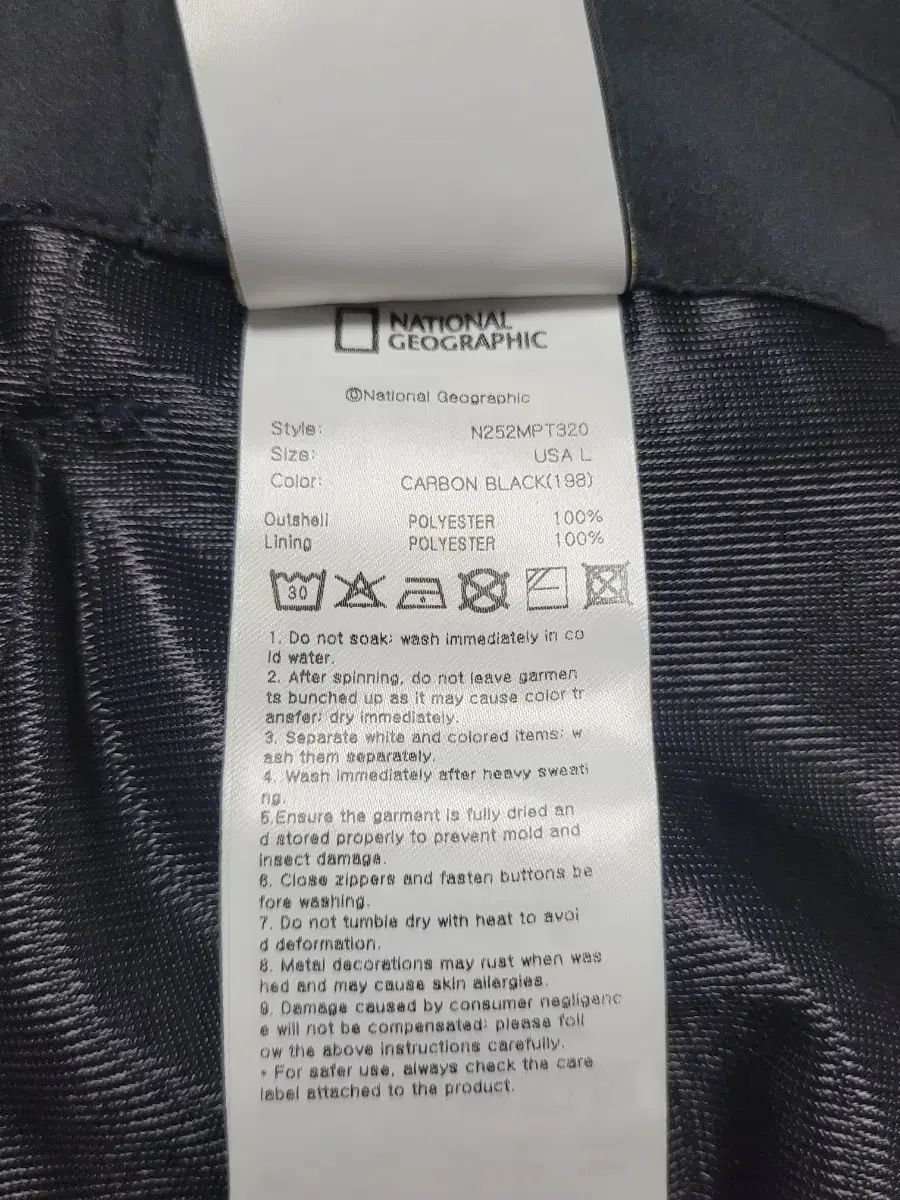 NATIONAL
GEOGRAPHIC
©National Geographic
Style: N252MPT320
Size: USA L
Color: CARBON BLACK(198)
Outshell POLYESTER 100%
Lining POLYESTER 100%
30
1. Do not soak; wash immediately in co
ld water.
2. After spinning, do not leave garmen
ts bunched up as it may cause color tr
ansfer; dry immediately.
3. Separate white and colored items; w
ash them separately.
4. Wash immediately after heavy sweati
ng.
5.Ensure the garment is fully dried an
d stored properly to prevent mold and
insect damage.
6. Close zippers and fasten buttons be
fore washing.
7. Do not tumble dry with heat to avoi
d deformation.
8. Metal decorations may rust when was
hed and may cause skin allergies.
9. Damage caused by consumer negligenc
e will not be compensated; please foll
ow the above instructions carefully.
* For safer use, always check the care
label attached to the product.